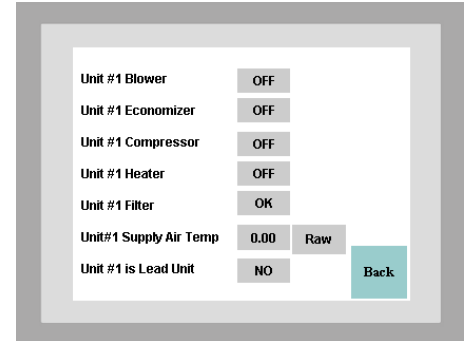 Unit #1 Blower OFF
Unit #1 Economizer OFF
Unit #1 Compressor OFF
Unit #1 Heater OFF
Unit #1 Filter OK
Unit#1 Supply Air Temp 0.00 Raw
Unit #1 is Lead Unit NO
Back